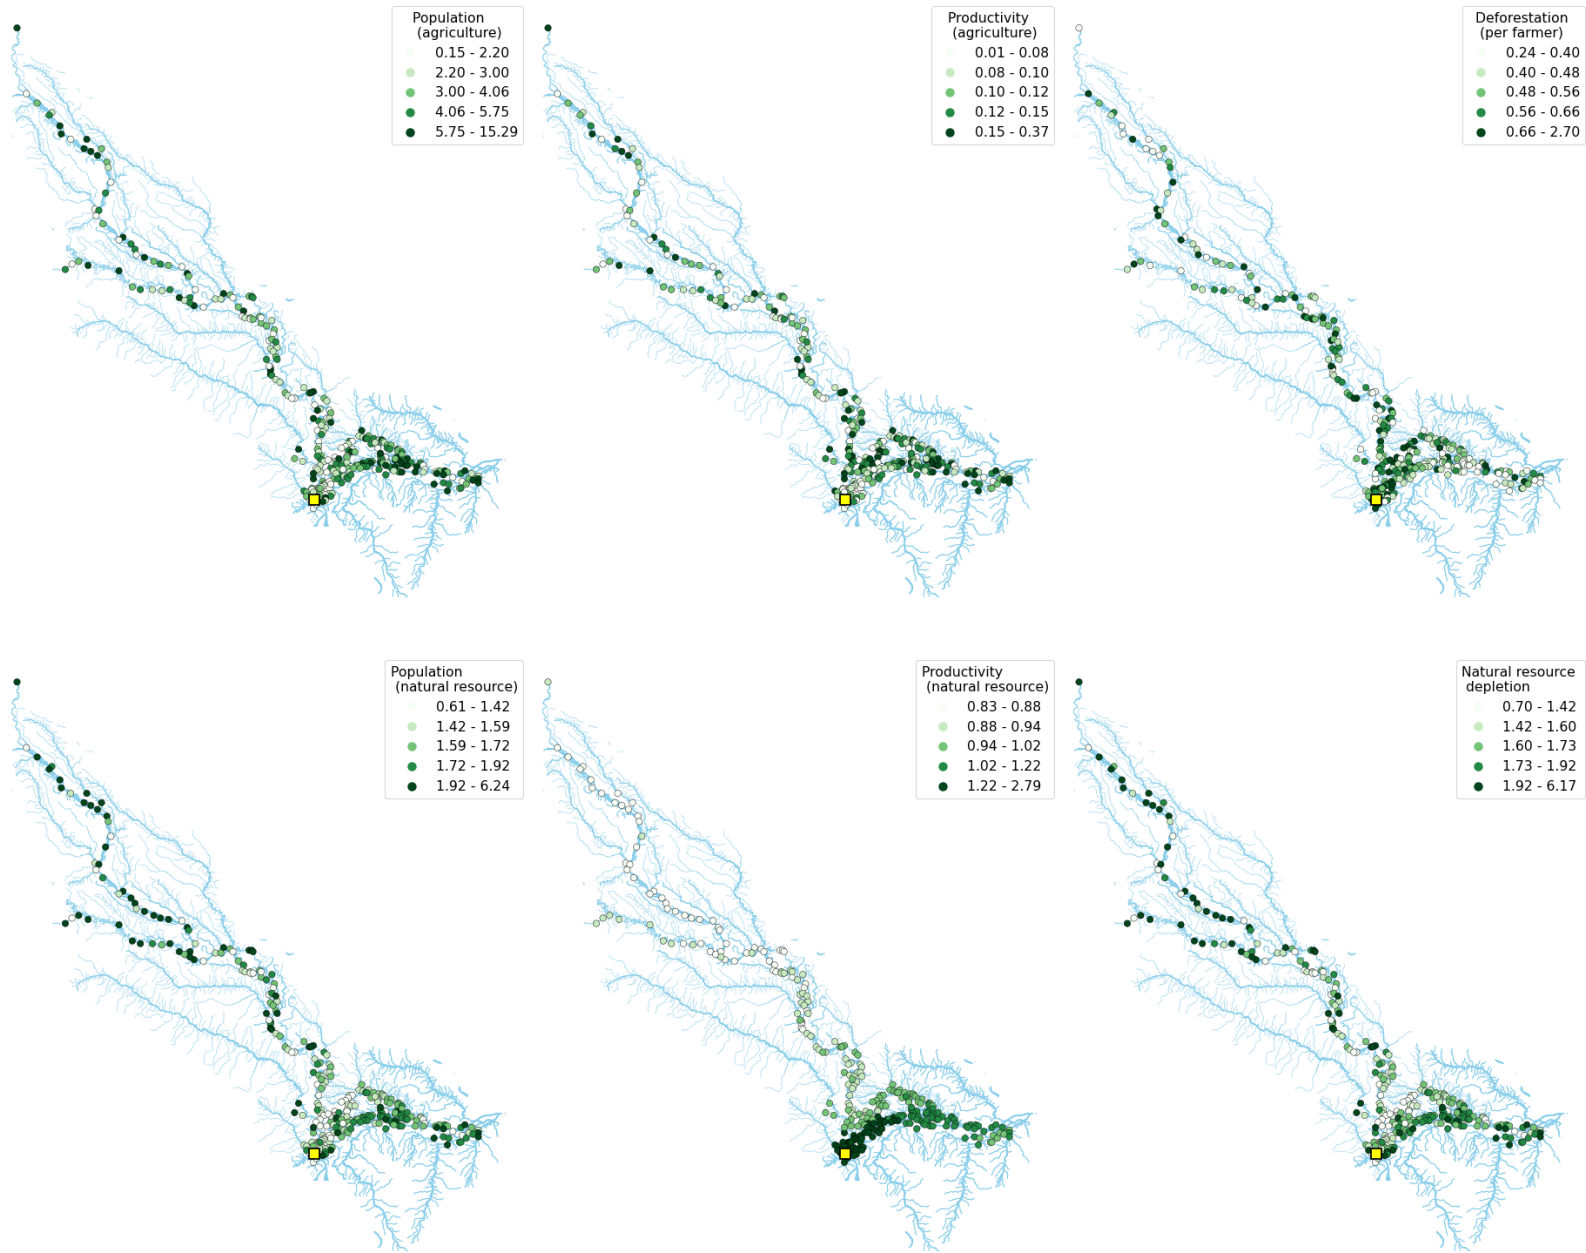 Population
(agriculture)
0.15 - 2.20
2.20 - 3.00
3.00 - 4.06
4.06 - 5.75
5.75 - 15.29
Productivity
(agriculture)
0.01 - 0.08
0.08 - 0.10
0.10 - 0.12
0.12 - 0.15
0.15 - 0.37
Deforestation
(per farmer)
0.24 - 0.40
0.40 - 0.48
0.48 - 0.56
0.56 - 0.66
0.66 - 2.70
Population
(natural resource)
0.61 - 1.42
1.42 - 1.59
1.59 - 1.72
1.72 - 1.92
1.92 - 6.24
Productivity
(natural resource)
0.83 - 0.88
0.88 - 0.94
0.94 - 1.02
1.02 - 1.22
1.22 - 2.79
Natural resource
depletion
0.70 - 1.42
1.42 - 1.60
1.60 - 1.73
1.73 - 1.92
1.92 - 6.17